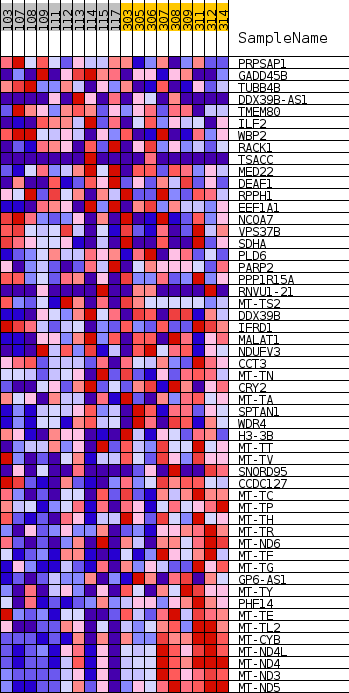 103 107 108 109 111 112 113 114 115 117 303 305 306 307 308 309 311 312 314
SampleName
PRPSAP1
GADD45B
TUBB4B
DDX39B-AS1
TMEM80
ILF2
WBP2
RACK1
TSACC
MED22
DEAF1
RPPH1
EEF1A1
NCOA7
VPS37B
SDHA
PLD6
PARP2
PPP1R15A
RNVU1-21
MT-TS2
DDX39B
IFRD1
MALAT1
NDUFV3
CCT3
MT-TN
CRY2
MT-TA
SPTAN1
WDR4
H3-3B
MT-TT
MT-TV
SNORD95
CCDC127
MT-TC
MT-TP
MT-TH
MT-TR
MT-ND6
MT-TF
MT-TG
GP6-AS1
MT-TY
PHF14
MT-TE
MT-TL2
MT-CYB
MT-ND4L
MT-ND4
MT-ND3
MT-ND5